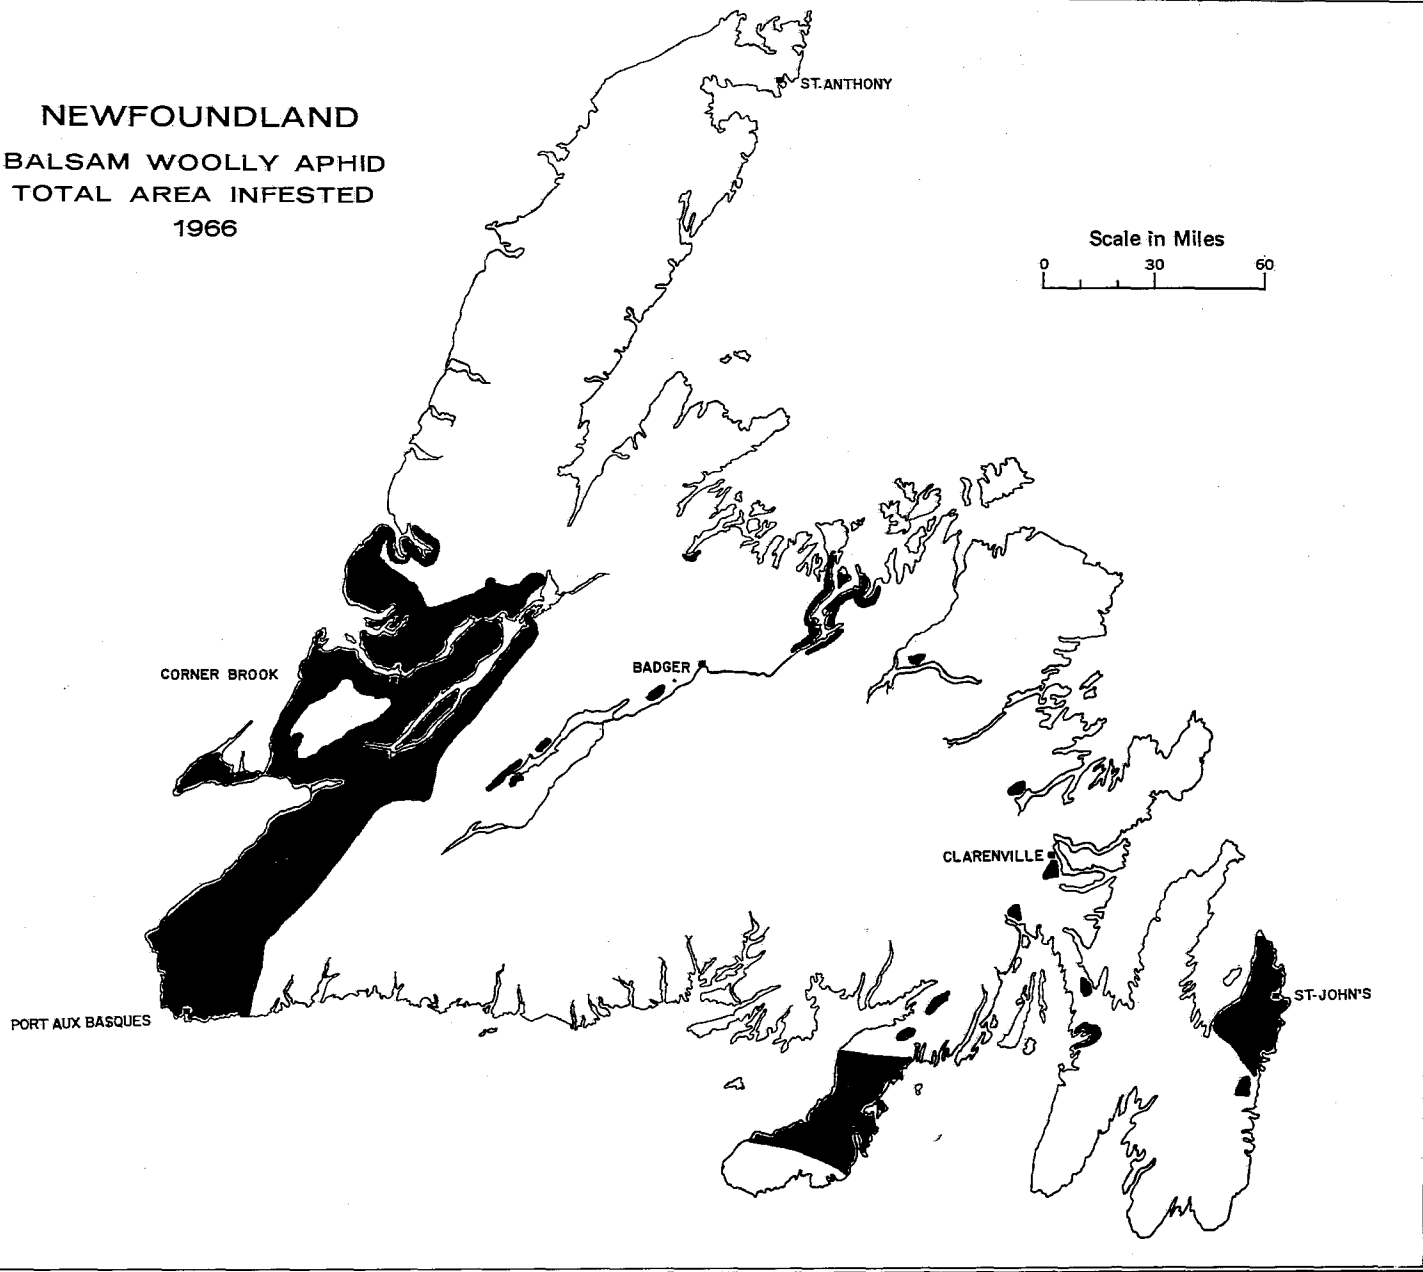 NEWFOUNDLAND
BALSAM WOOLLY APHID
TOTAL AREA INFESTED
1966
ST. ANTHONY
Scale in Miles
0 30 60
CORNER BROOK
BADGER
CLARENVILLE
ST-JOHN'S
PORT AUX BASQUES